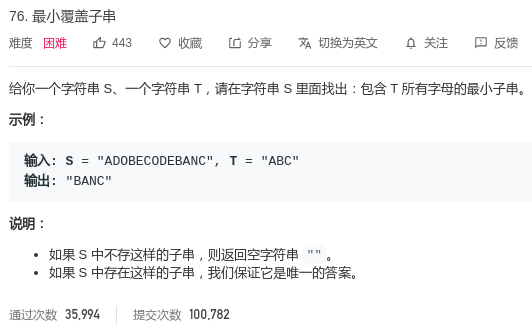 76. 最小覆盖子串
难度 困难 443 收藏 分享 切换为英文 关注 反馈
给你一个字符串 S、一个字符串 T，请在字符串 S 里面找出：包含 T 所有字母的最小子串。
示例：
输入: S = "ADOBECODEBANC", T = "ABC"
输出: "BANC"
说明：
• 如果 S 中不存这样的子串，则返回空字符串 ""。
• 如果 S 中存在这样的子串，我们保证它是唯一的答案。
通过次数 35,994 提交次数 100,782